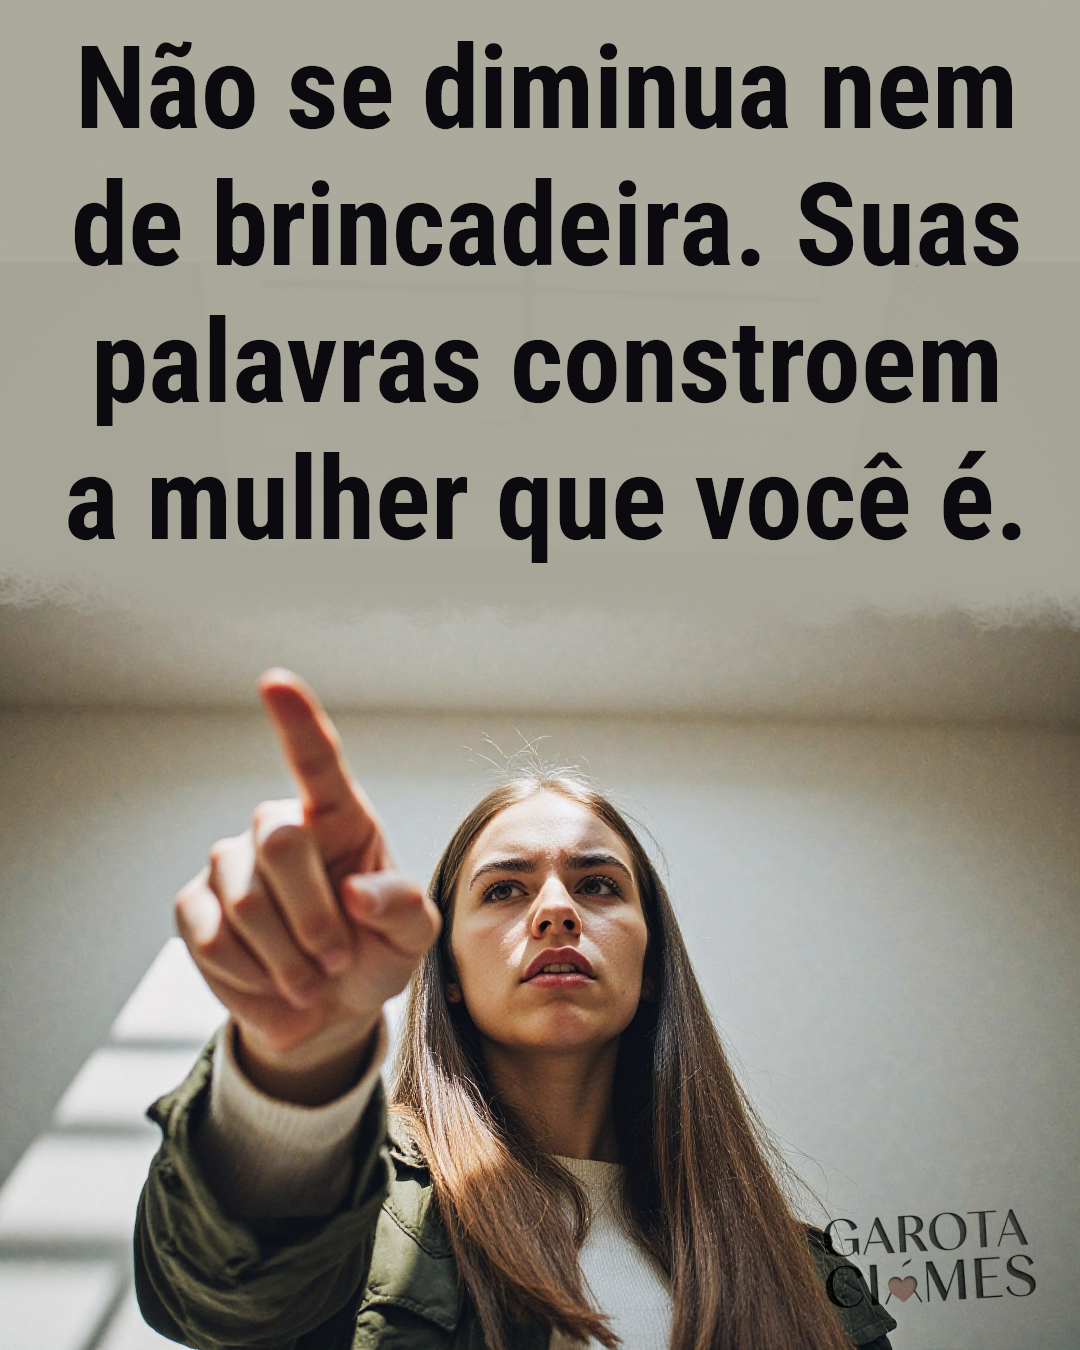 Não se diminua nem
de brincadeira. Suas
palavras constroem
a mulher que você é.
GAROTA
CIÚMES